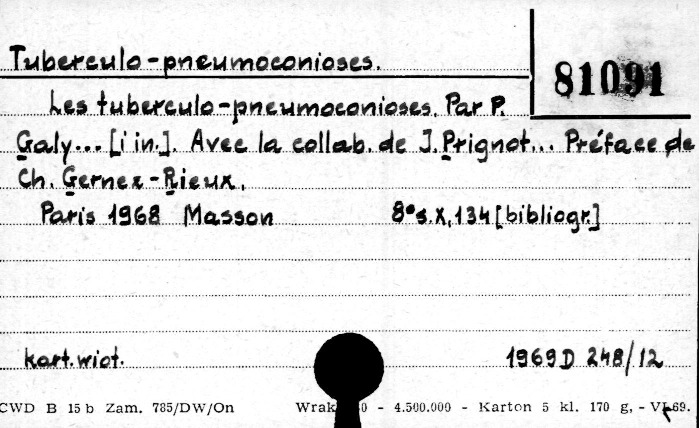 Tuberculo-pneumoconioses.
81091
Les tuberculo-pneumoconioses. Par P.
Galy... [i in.]. Avec la collab. de J. Prignot... Préface de
Ch. Gernez-Rieux.
Paris 1968 Masson 8° s. X, 134 [bibliogr.]
kart. wiot. 1969 D 248/12
CWD B 15 b Zam. 785/DW/On - 4.500.000 - Karton 5 kl. 170 g, - VI.69.